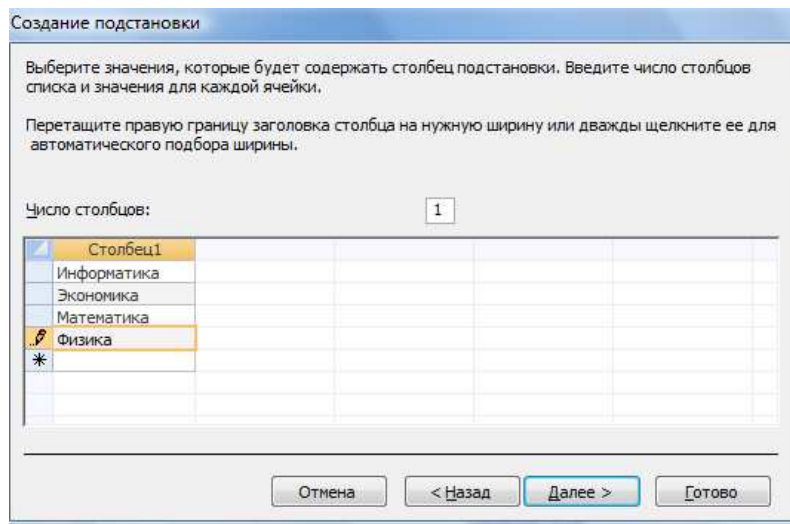 Создание подстановки
Выберите значения, которые будет содержать столбец подстановки. Введите число столбцов
списка и значения для каждой ячейки.
Перетащите правую границу заголовка столбца на нужную ширину или дважды щелкните ее для
автоматического подбора ширины.
Число столбцов: 1
Столбец1
Информатика
Экономика
Математика
Физика
Отмена < Назад Далее > Готово